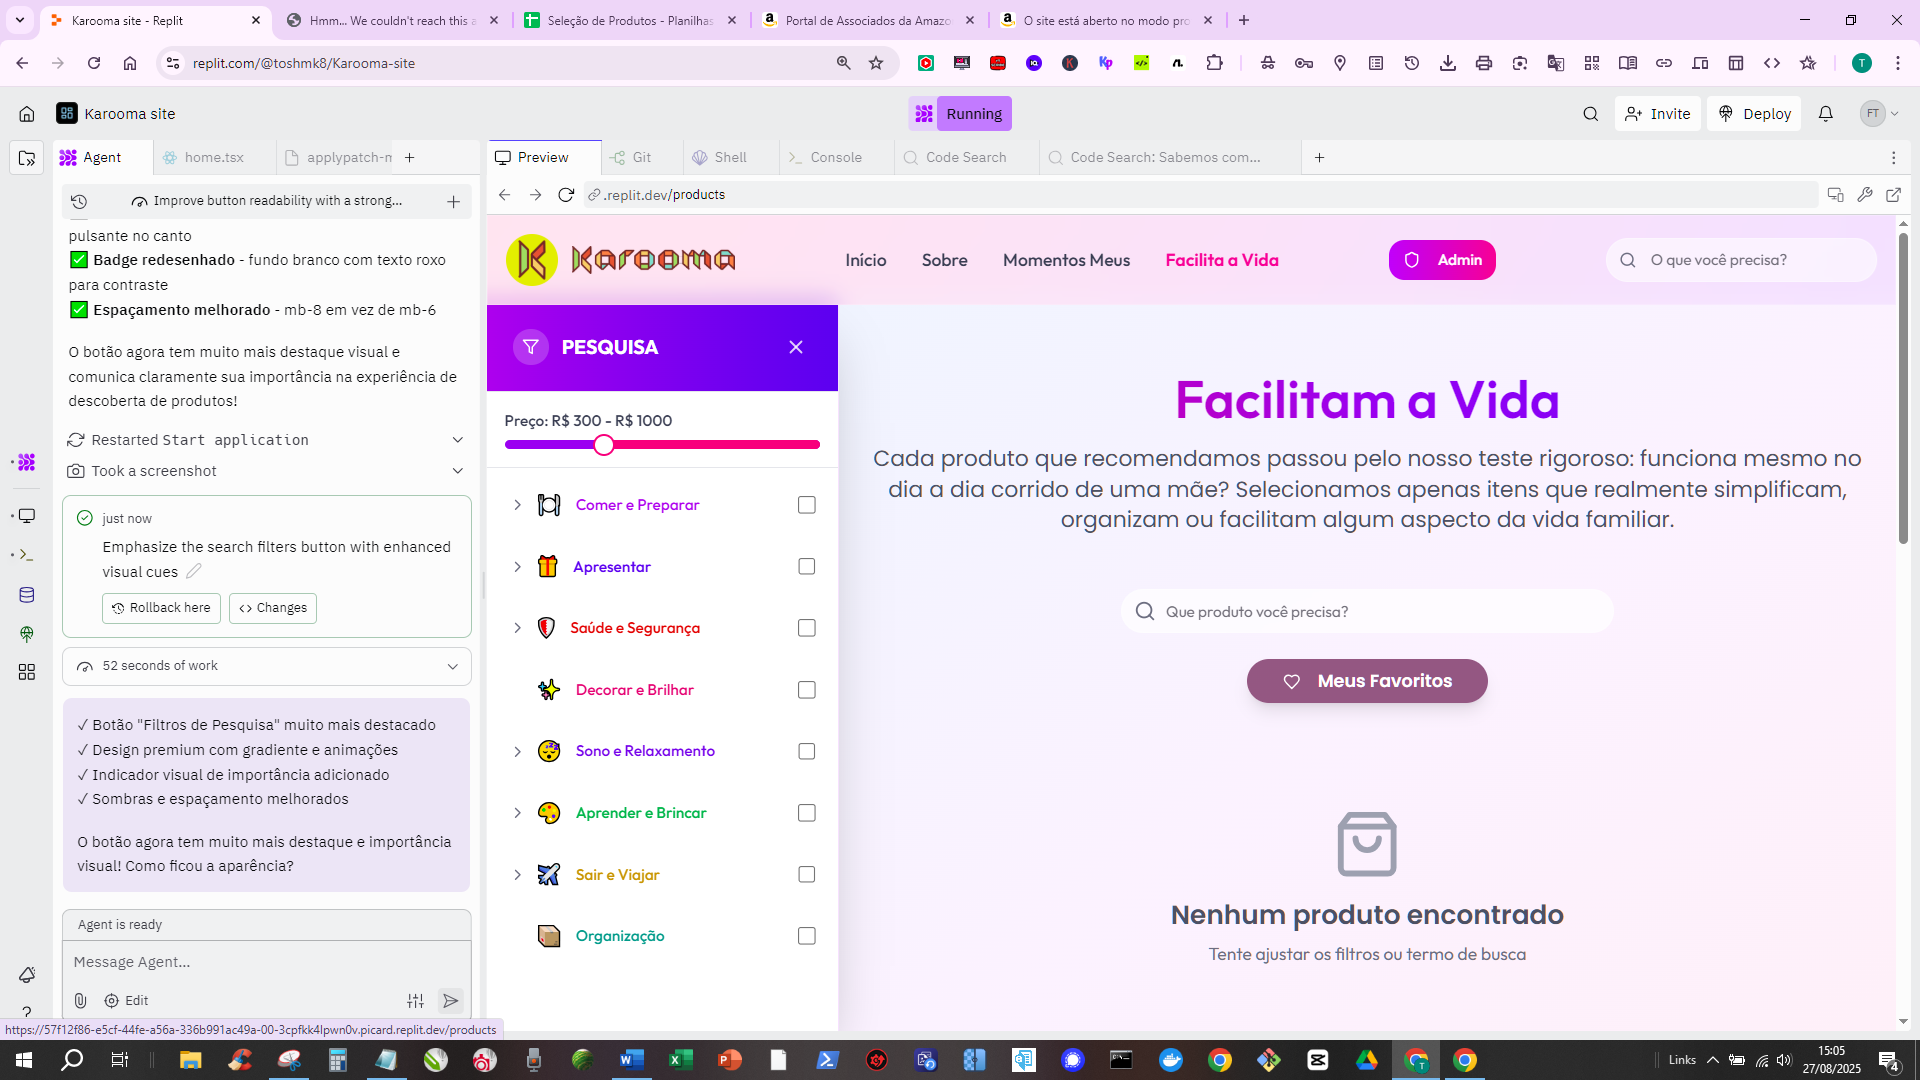 Karooma site - Replit
Hmm... We couldn't reach this a
Seleção de Produtos - Planilhas
Portal de Associados da Amazo
O site está aberto no modo pro
replit.com/@toshmk8/Karooma-site
T
Karooma site
Running
Invite
Deploy
FT
Agent
home.tsx
applypatch-n
Preview
Git
Shell
Console
Code Search
Code Search: Sabemos com...
Improve button readability with a strong...
.replit.dev/products
pulsante no canto
✅ Badge redesenhado - fundo branco com texto roxo
para contraste
✅ Espaçamento melhorado - mb-8 em vez de mb-6
O botão agora tem muito mais destaque visual e
comunica claramente sua importância na experiência de
descoberta de produtos!
Restarted Start application
Took a screenshot
just now
Emphasize the search filters button with enhanced
visual cues
Rollback here
Changes
52 seconds of work
✓ Botão "Filtros de Pesquisa" muito mais destacado
✓ Design premium com gradiente e animações
✓ Indicador visual de importância adicionado
✓ Sombras e espaçamento melhorados
O botão agora tem muito mais destaque e importância
visual! Como ficou a aparência?
Agent is ready
Message Agent...
Edit
https://57f12f86-e5cf-44fe-a56a-336b991ac49a-00-3cpfkk4lpwn0v.picard.replit.dev/products
K Karooma
Início
Sobre
Momentos Meus
Facilita a Vida
Admin
O que você precisa?
PESQUISA
Preço: R$ 300 - R$ 1000
Comer e Preparar
Apresentar
Saúde e Segurança
Decorar e Brilhar
Sono e Relaxamento
Aprender e Brincar
Sair e Viajar
Organização
Facilitam a Vida
Cada produto que recomendamos passou pelo nosso teste rigoroso: funciona mesmo no
dia a dia corrido de uma mãe? Selecionamos apenas itens que realmente simplificam,
organizam ou facilitam algum aspecto da vida familiar.
Que produto você precisa?
Meus Favoritos
Nenhum produto encontrado
Tente ajustar os filtros ou termo de busca
Links
15:05
27/08/2025
4